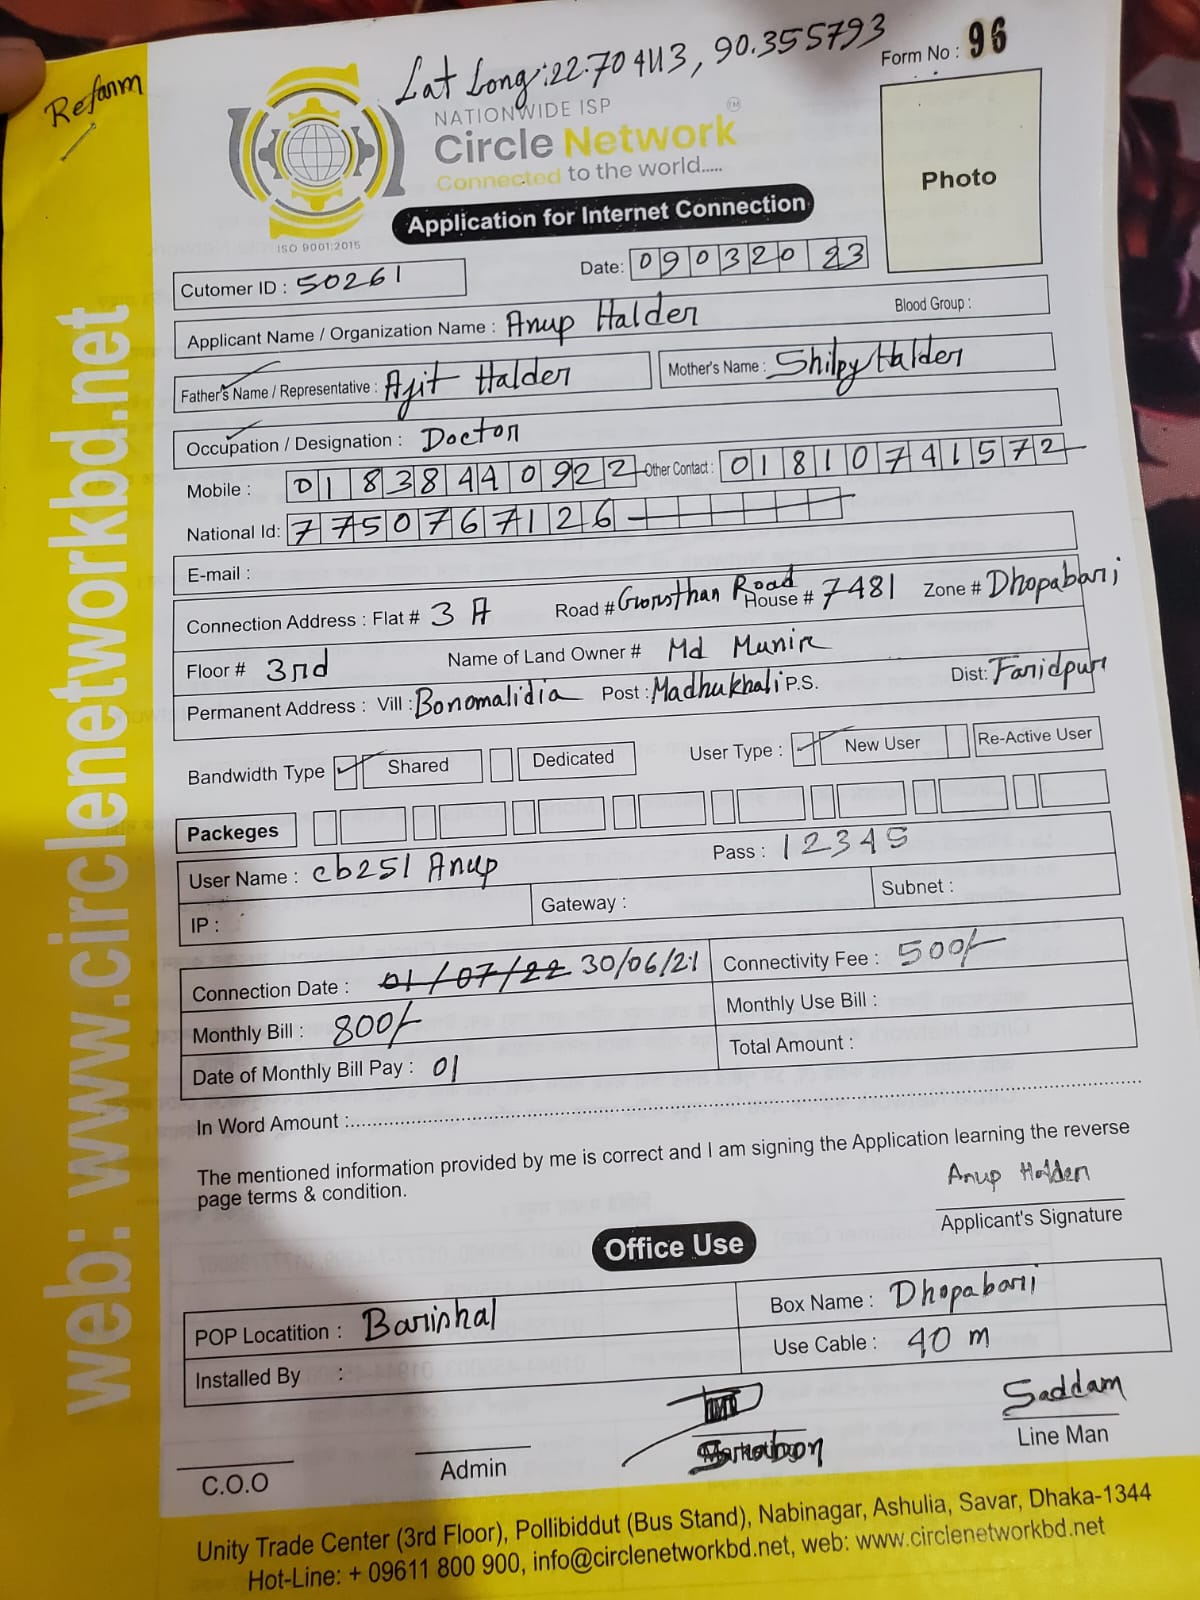 Refarm
Lat Long: 22.704113, 90.355793
Form No : 96
NATIONWIDE ISP
Circle Network
TM
Connected to the world.....
ISO 9001:2015
Application for Internet Connection
Photo
Cutomer ID : 50261
Date: 09032023
Applicant Name / Organization Name : Anup Halder
Blood Group :
Father's Name / Representative : Ajit Halder
Mother's Name : Shilpy Halder
Occupation / Designation : Doctor
Mobile : 01838440922
Other Contact : 01810741572
National Id: 7750767126
E-mail :
Connection Address : Flat # 3 A Road # Gorosthan Road House # 7481 Zone # Dhopabari
Floor # 3rd Name of Land Owner # Md Munir
Permanent Address : Vill : Bonomalidia Post : Madhukhali P.S. Dist: Faridpur
Bandwidth Type Shared Dedicated User Type : New User Re-Active User
Packeges
User Name : cb251 Anup Pass : 12345
IP : Gateway : Subnet :
Connection Date : 01/07/22 30/06/21 Connectivity Fee : 500/-
Monthly Bill : 800/- Monthly Use Bill :
Date of Monthly Bill Pay : 01 Total Amount :
In Word Amount :
The mentioned information provided by me is correct and I am signing the Application learning the reverse
page terms & condition.
Anup Halder
Applicant's Signature
Office Use
POP Locatition : Barishal Box Name : Dhopabari
Installed By : Use Cable : 40 m
Saddam
C.O.O Admin Marketing Line Man
Unity Trade Center (3rd Floor), Pollibiddut (Bus Stand), Nabinagar, Ashulia, Savar, Dhaka-1344
Hot-Line: + 09611 800 900, info@circlenetworkbd.net, web: www.circlenetworkbd.net
web: www.circlenetworkbd.net